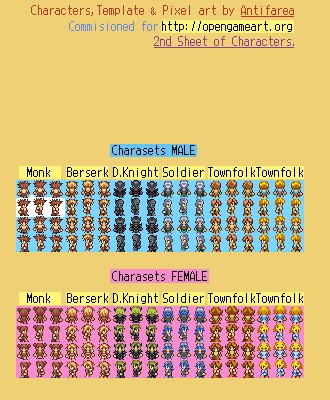 Characters, Template & Pixel art by Antifarea
Commisioned for http://opengameart.org
2nd Sheet of Characters.
Charasets MALE
Monk Berserk D.Knight Soldier Townfolk Townfolk
Charasets FEMALE
Monk Berserk D.Knight Soldier Townfolk Townfolk